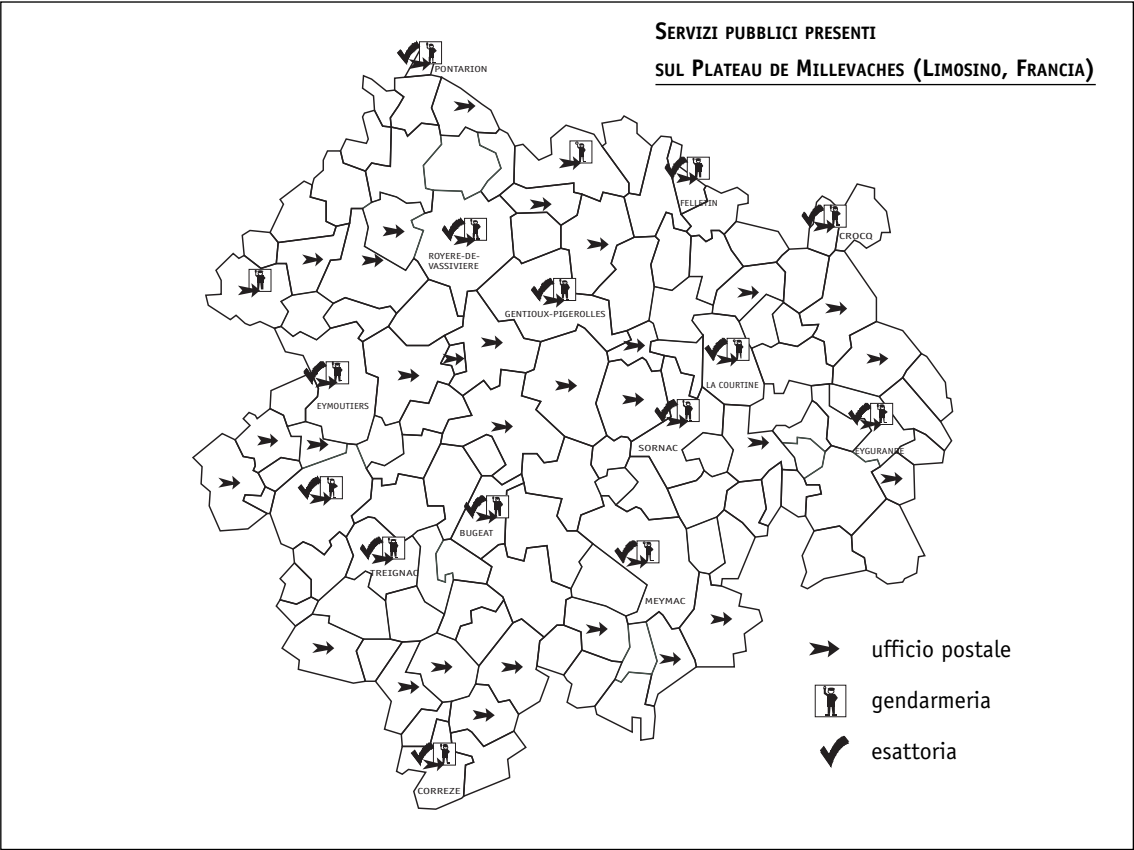 SERVIZI PUBBLICI PRESENTI
SUL PLATEAU DE MILLEVACHES (LIMOSINO, FRANCIA)
PONTARION
FELLETIN
CROCQ
ROYERE-DE-
VASSIVIERE
GENTIOUX-PIGEROLLES
LA COURTINE
EYMOUTIERS
SORNAC
EYGURANDE
BUGEAT
TREIGNAC
MEYMAC
CORREZE
ufficio postale
gendarmeria
esattoria